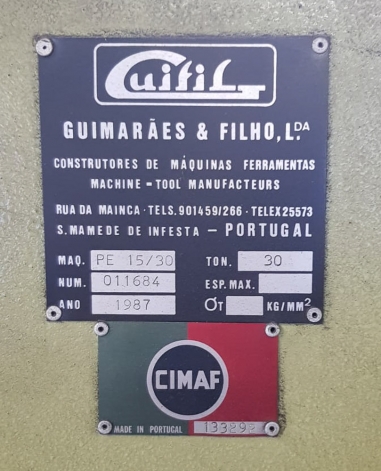 Guifil
GUIMARÃES & FILHO, L.DA
CONSTRUTORES DE MÁQUINAS FERRAMENTAS
MACHINE - TOOL MANUFACTEURS
RUA DA MAINCA · TELS. 901459/266 · TELEX 25573
S. MAMEDE DE INFESTA — PORTUGAL
MAQ. PE 15/30 TON. 30
NUM. 011684 ESP. MAX.
ANO 1987 σT KG/MM²
CIMAF
MADE IN PORTUGAL